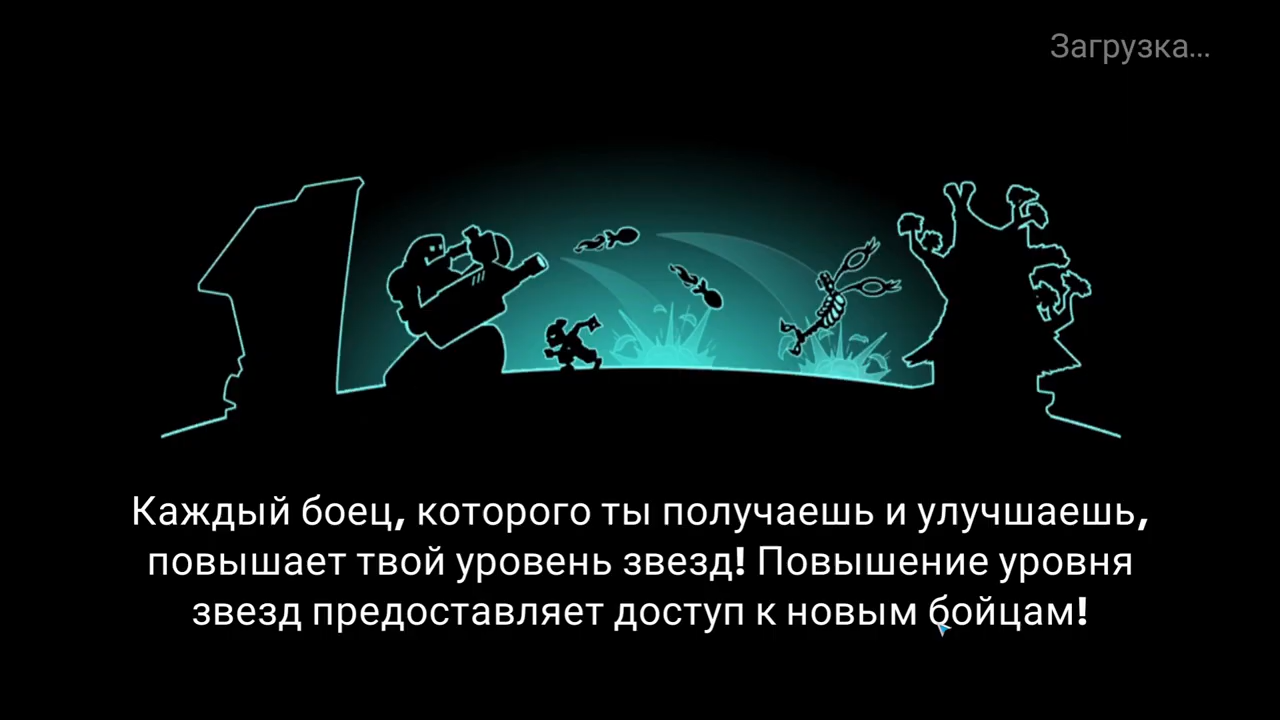 Загрузка...
Каждый боец, которого ты получаешь и улучшаешь,
повышает твой уровень звезд! Повышение уровня
звезд предоставляет доступ к новым бойцам!